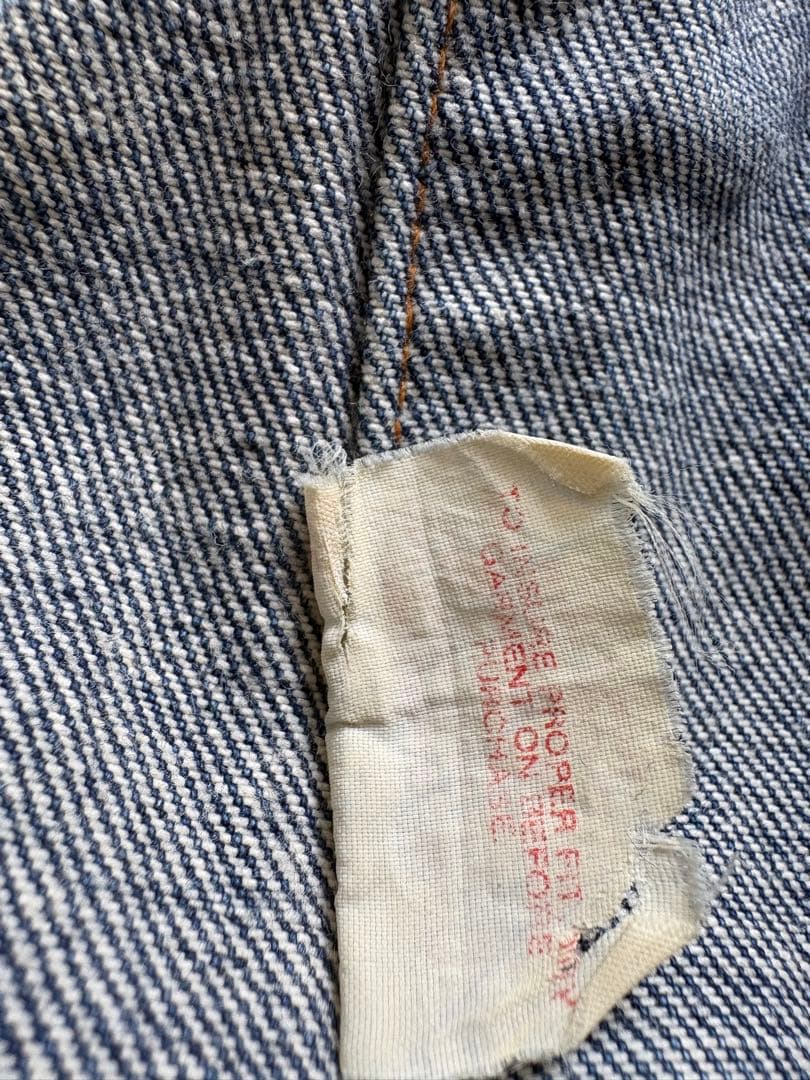 TO INSURE PROPER FIT TRY
GARMENT ON BEFORE
PURCHASE